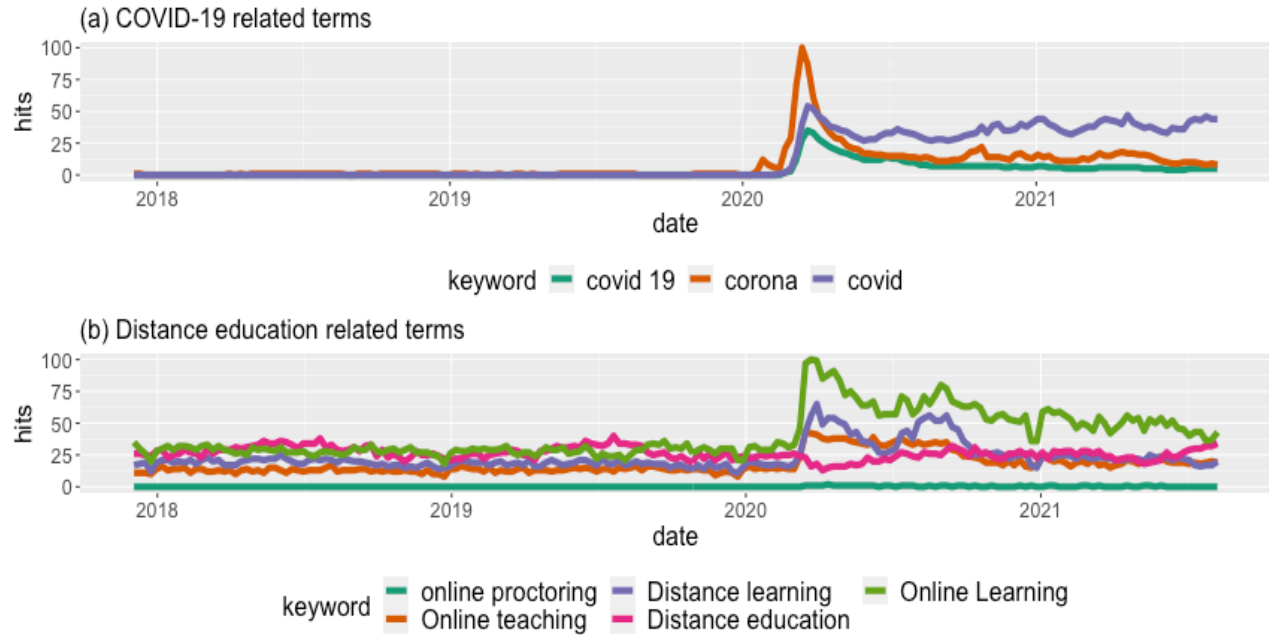 (a) COVID-19 related terms
100
75
50
25
0
hits
2018 2019 2020 2021
date
keyword covid 19 corona covid
(b) Distance education related terms
100
75
50
25
0
hits
2018 2019 2020 2021
date
keyword
online proctoring Distance learning Online Learning
Online teaching Distance education